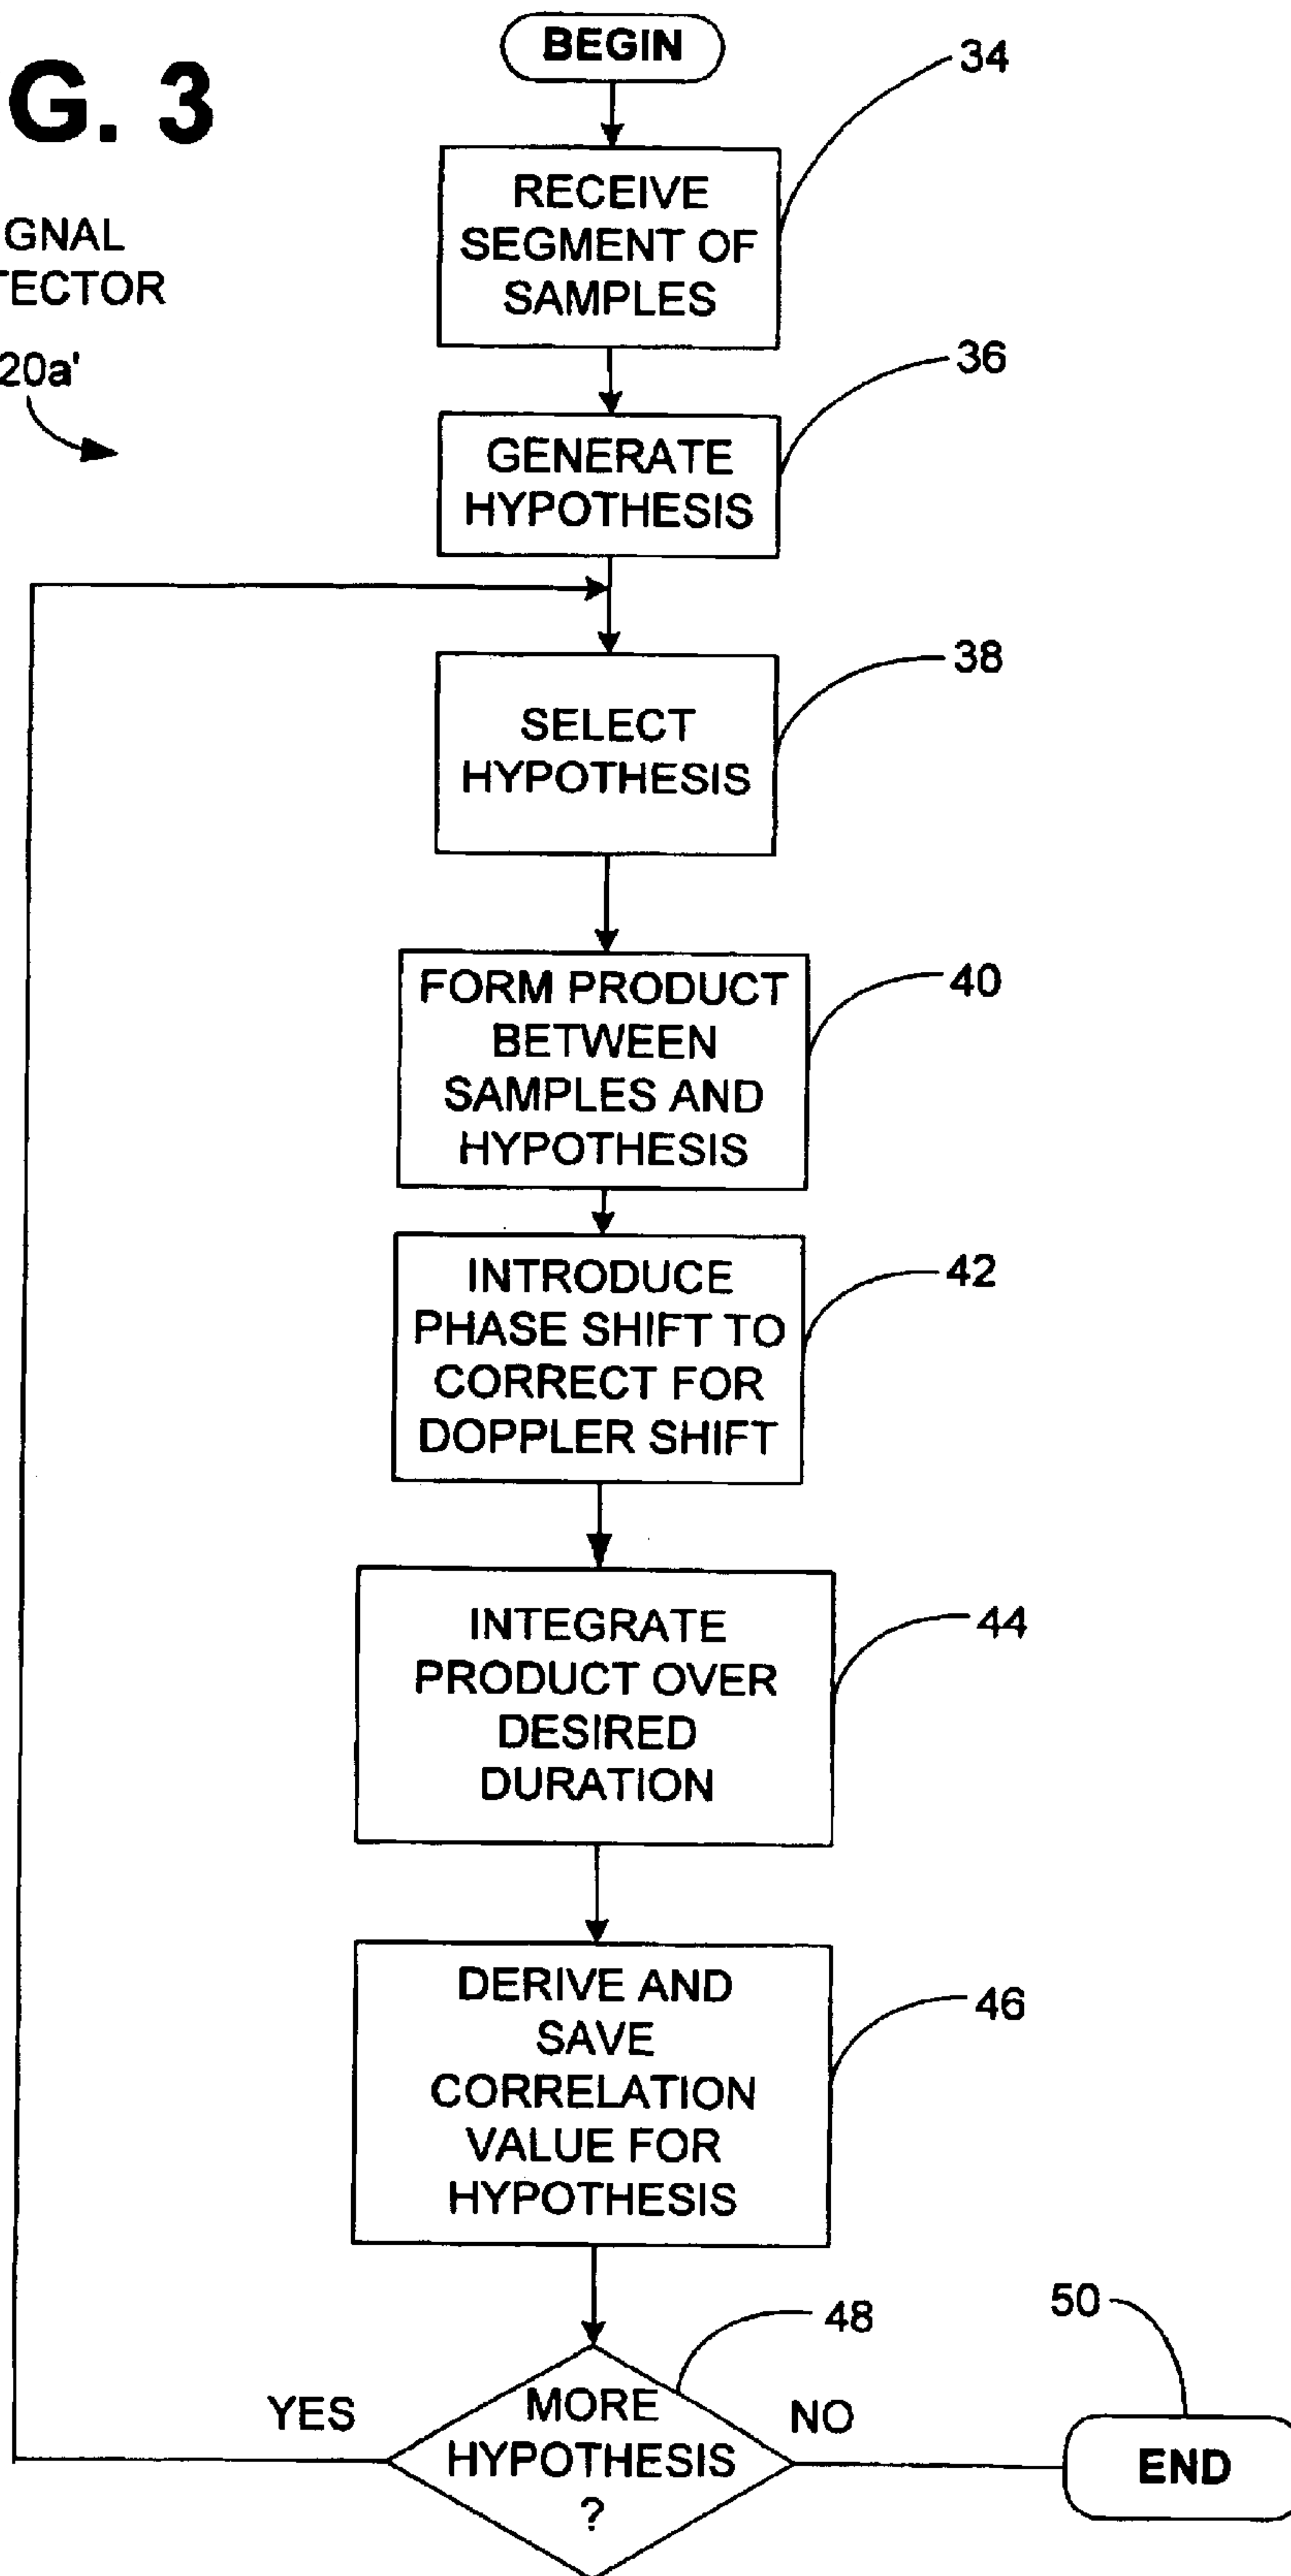 G. 3
GNAL
TECTOR
20a'
BEGIN
34
RECEIVE
SEGMENT OF
SAMPLES
36
GENERATE
HYPOTHESIS
38
SELECT
HYPOTHESIS
40
FORM PRODUCT
BETWEEN
SAMPLES AND
HYPOTHESIS
42
INTRODUCE
PHASE SHIFT TO
CORRECT FOR
DOPPLER SHIFT
44
INTEGRATE
PRODUCT OVER
DESIRED
DURATION
46
DERIVE AND
SAVE
CORRELATION
VALUE FOR
HYPOTHESIS
48
50
YES
MORE
HYPOTHESIS
?
NO
END